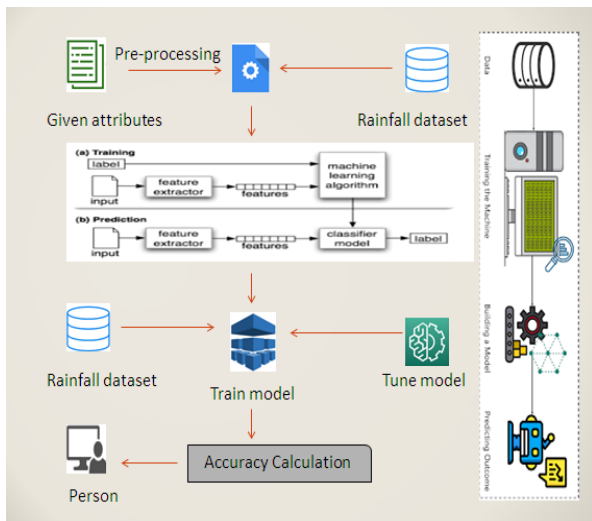 Pre-processing
Given attributes
Rainfall dataset
(a) Training
label
machine
learning
algorithm
feature
extractor
features
input
(b) Prediction
feature
extractor
features
classifier
model
label
input
Rainfall dataset
Train model
Tune model
Accuracy Calculation
Person
Data
Training the Machine
Building a Model
Predicting Outcome